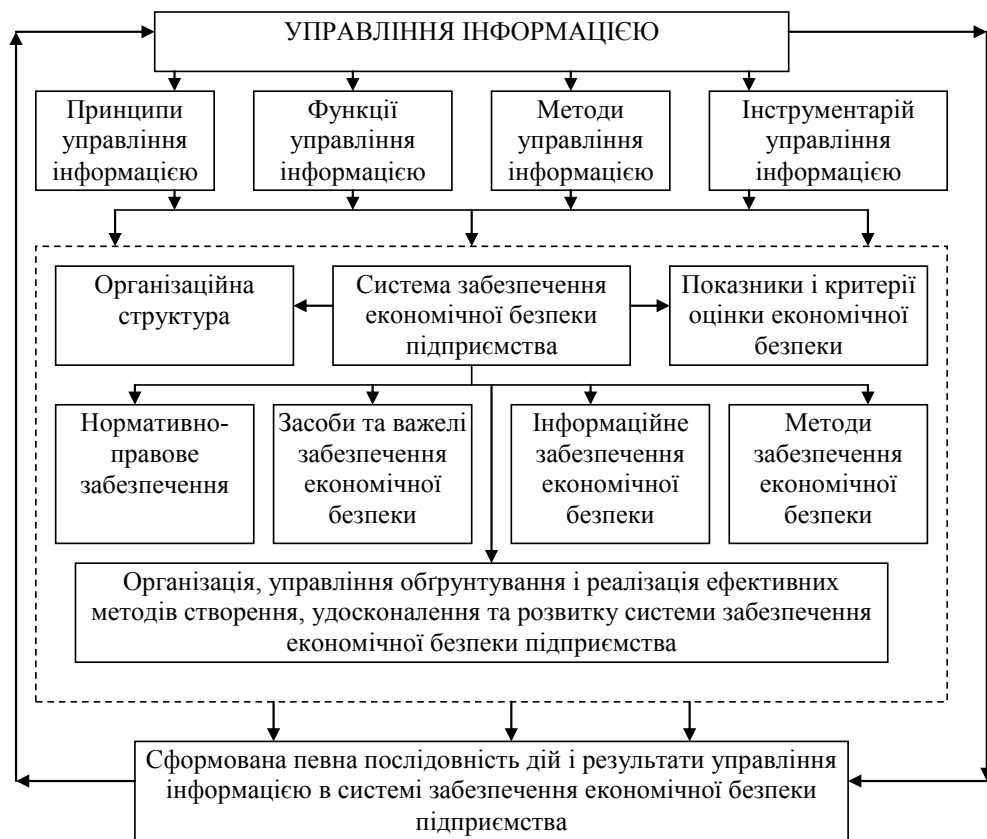 УПРАВЛІННЯ ІНФОРМАЦІЄЮ
Принципи
управління
інформацією
Функції
управління
інформацією
Методи
управління
інформацією
Інструментарій
управління
інформацією
Організаційна
структура
Система забезпечення
економічної безпеки
підприємства
Показники і критерії
оцінки економічної
безпеки
Нормативно-
правове
забезпечення
Засоби та важелі
забезпечення
економічної
безпеки
Інформаційне
забезпечення
економічної
безпеки
Методи
забезпечення
економічної
безпеки
Організація, управління обґрунтування і реалізація ефективних
методів створення, удосконалення та розвитку системи забезпечення
економічної безпеки підприємства
Сформована певна послідовність дій і результати управління
інформацією в системі забезпечення економічної безпеки
підприємства